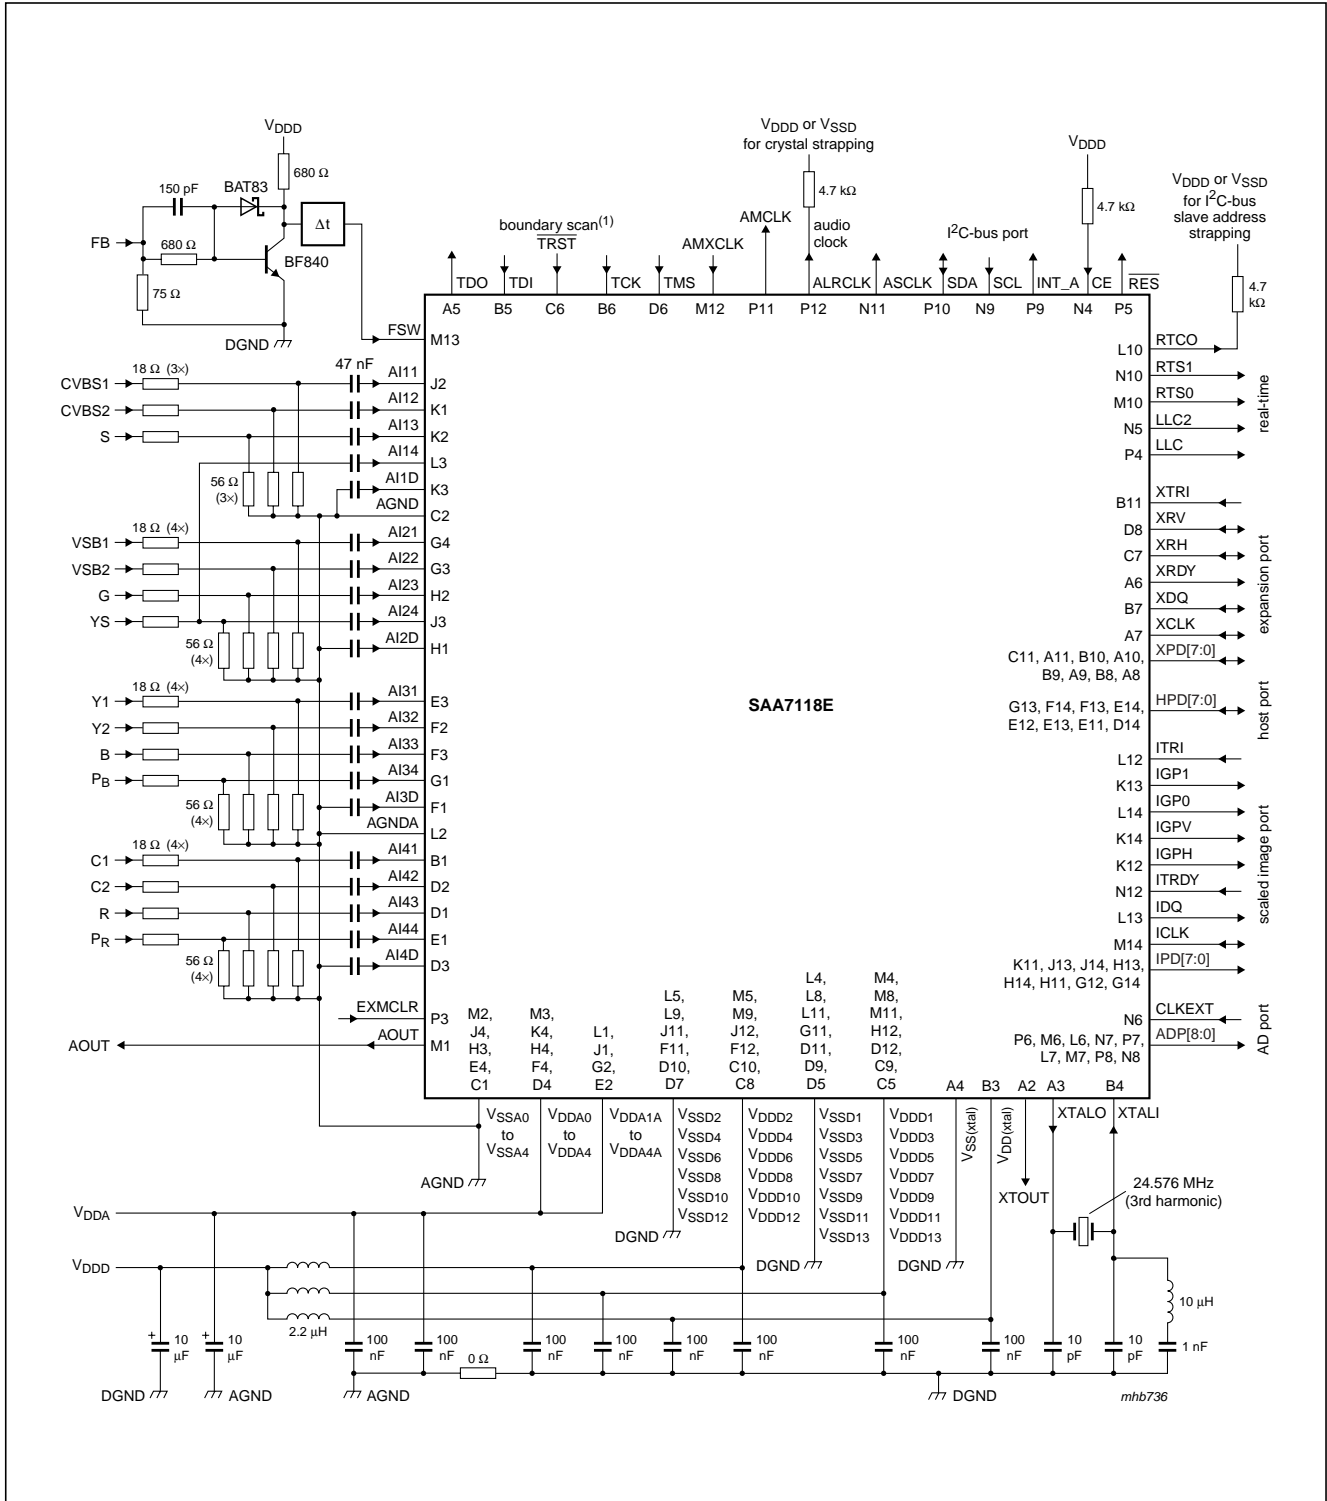 VDDD
680 Ω
150 pF
BAT83
Δt
FB
680 Ω
BF840
75 Ω
DGND
VDDD or VSSD
for crystal strapping
4.7 kΩ
audio
clock
boundary scan(1)
TRST
AMXCLK
AMCLK
I2C-bus port
VDDD
4.7 kΩ
VDDD or VSSD
for I2C-bus
slave address
strapping
4.7
kΩ
TDO
TDI
TCK
TMS
ALRCLK
ASCLK
SDA
SCL
INT_A
CE
RES
A5
B5
C6
B6
D6
M12
P11
P12
N11
P10
N9
P9
N4
P5
FSW
M13
CVBS1
18 Ω (3×)
47 nF
AI11
J2
CVBS2
AI12
K1
S
AI13
K2
AI14
L3
56 Ω
(3×)
AI1D
K3
AGND
C2
VSB1
18 Ω (4×)
AI21
G4
VSB2
AI22
G3
G
AI23
H2
YS
AI24
J3
56 Ω
(4×)
AI2D
H1
Y1
18 Ω (4×)
AI31
E3
Y2
AI32
F2
B
AI33
F3
PB
AI34
G1
56 Ω
(4×)
AI3D
F1
AGNDA
L2
C1
18 Ω (4×)
AI41
B1
C2
AI42
D2
R
AI43
D1
PR
AI44
E1
56 Ω
(4×)
AI4D
D3
EXMCLR
P3
AOUT
AOUT
M1
SAA7118E
L10
RTCO
N10
RTS1
M10
RTS0
N5
LLC2
P4
LLC
real-time
B11
XTRI
D8
XRV
C7
XRH
A6
XRDY
B7
XDQ
A7
XCLK
C11, A11, B10, A10,
B9, A9, B8, A8
XPD[7:0]
expansion port
G13, F14, F13, E14,
E12, E13, E11, D14
HPD[7:0]
host port
L12
ITRI
K13
IGP1
L14
IGP0
K14
IGPV
K12
IGPH
N12
ITRDY
L13
IDQ
M14
ICLK
K11, J13, J14, H13,
H14, H11, G12, G14
IPD[7:0]
scaled image port
N6
CLKEXT
P6, M6, L6, N7, P7,
L7, M7, P8, N8
ADP[8:0]
AD port
M2,
J4,
H3,
E4,
C1
M3,
K4,
H4,
F4,
D4
L1,
J1,
G2,
E2
L5,
L9,
J11,
F11,
D10,
D7
M5,
M9,
J12,
F12,
C10,
C8
L4,
L8,
L11,
G11,
D11,
D9,
D5
M4,
M8,
M11,
H12,
D12,
C9,
C5
A4
B3
A2
A3
B4
VSSA0
to
VSSA4
VDDA0
to
VDDA4
VDDA1A
to
VDDA4A
VSSD2
VSSD4
VSSD6
VSSD8
VSSD10
VSSD12
VDDD2
VDDD4
VDDD6
VDDD8
VDDD10
VDDD12
VSSD1
VSSD3
VSSD5
VSSD7
VSSD9
VSSD11
VSSD13
VDDD1
VDDD3
VDDD5
VDDD7
VDDD9
VDDD11
VDDD13
VSS(xtal)
VDD(xtal)
XTOUT
XTALO
XTALI
24.576 MHz
(3rd harmonic)
AGND
VDDA
DGND
VDDD
DGND
DGND
2.2 μH
10 μH
+
10
μF
+
10
μF
100
nF
100
nF
100
nF
100
nF
100
nF
100
nF
100
nF
100
nF
10
pF
10
pF
1 nF
0 Ω
DGND
AGND
AGND
DGND
mhb736